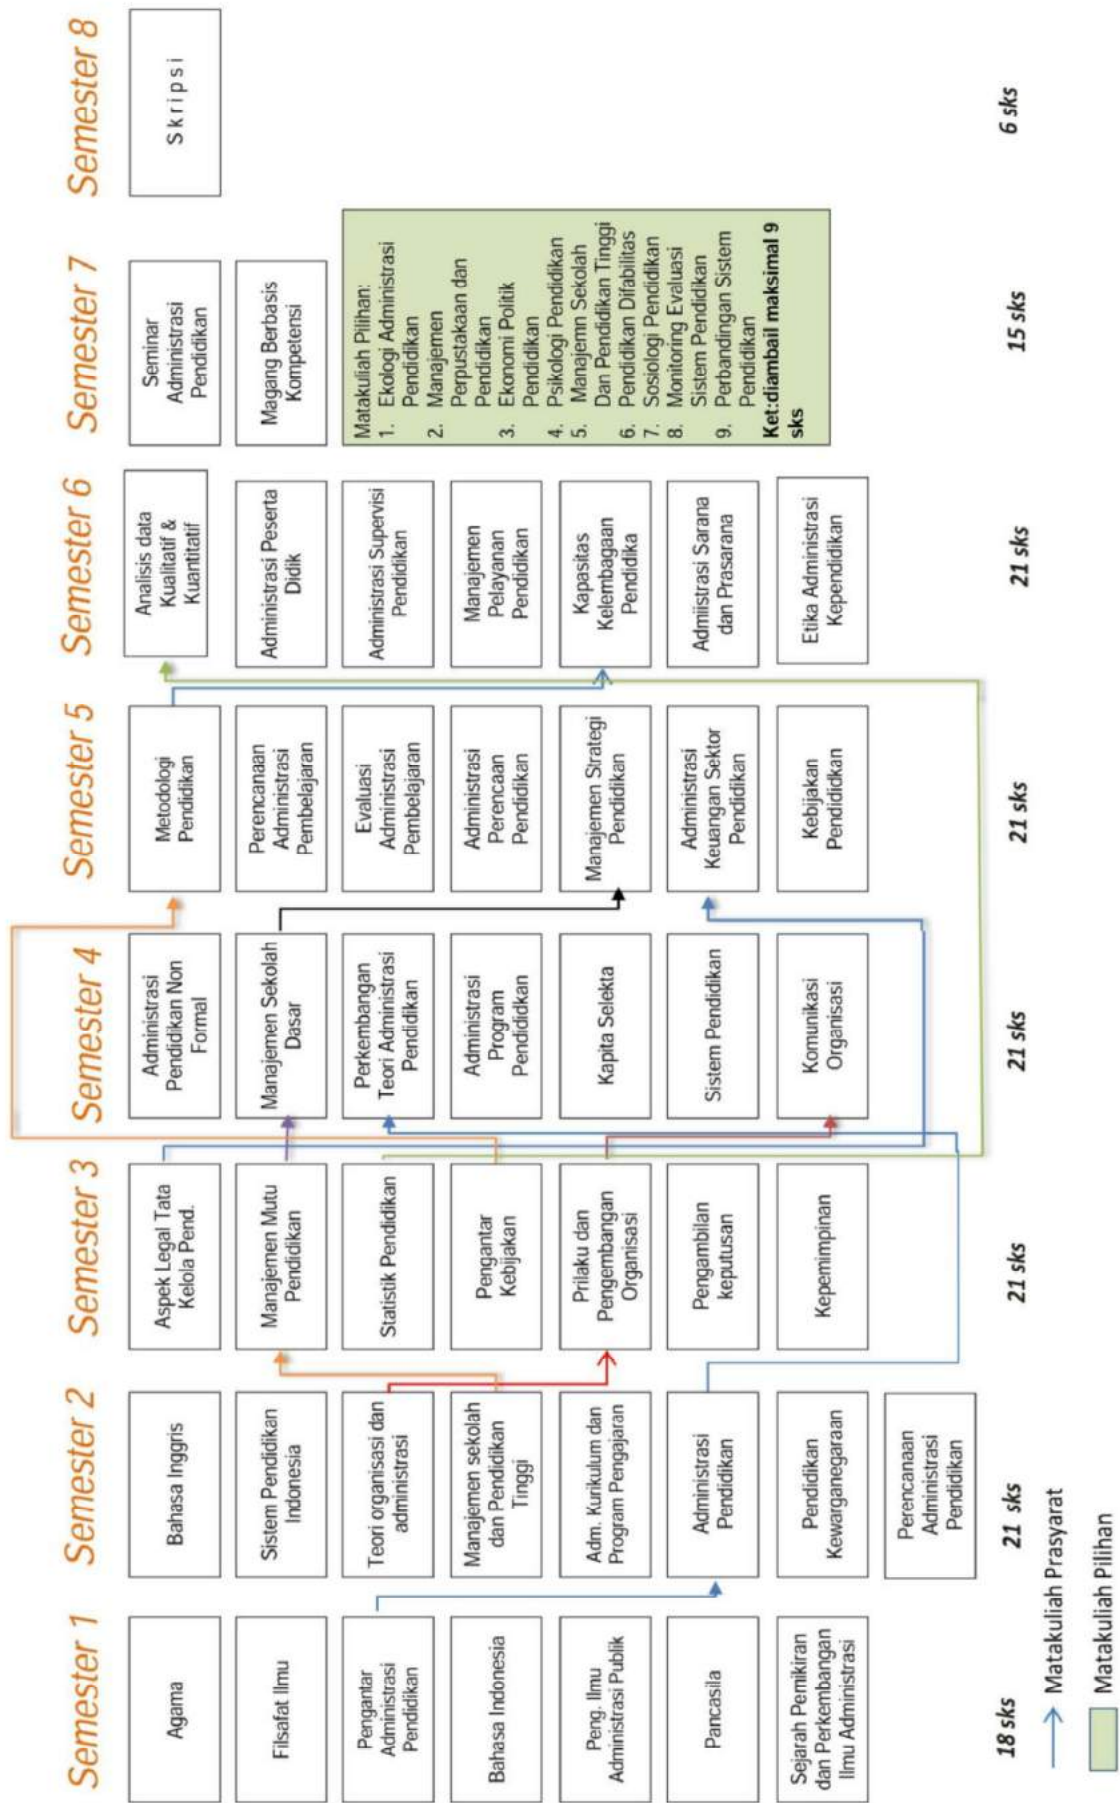 Semester 1
Agama
Filsafat Ilmu
Pengantar
Administrasi
Pendidikan
Bahasa Indonesia
Peng. Ilmu
Administrasi Publik
Pancasila
Sejarah Pemikiran
dan Perkembangan
Ilmu Administrasi
18 sks
Semester 2
Bahasa Inggris
Sistem Pendidikan
Indonesia
Teori organisasi dan
administrasi
Manajemen sekolah
dan Pendidikan
Tinggi
Adm. Kurikulum dan
Program Pengajaran
Administrasi
Pendidikan
Pendidikan
Kewarganegaraan
Perencanaan
Administrasi
Pendidikan
21 sks
Semester 3
Aspek Legal Tata
Kelola Pend.
Manajemen Mutu
Pendidikan
Statistik Pendidikan
Pengantar
Kebijakan
Prilaku dan
Pengembangan
Organisasi
Pengambilan
keputusan
Kepemimpinan
21 sks
Semester 4
Administrasi
Pendidikan Non
Formal
Manajemen Sekolah
Dasar
Perkembangan
Teori Administrasi
Pendidikan
Administrasi
Program
Pendididkan
Kapita Selekta
Sistem Pendidikan
Komunikasi
Organisasi
21 sks
Semester 5
Metodologi
Pendidikan
Perencanaan
Administrasi
Pembelajaran
Evaluasi
Administrasi
Pembelajaran
Administrasi
Perencaan
Pendidikan
Manajemen Strategi
Pendidikan
Administrasi
Keuangan Sektor
Pendidikan
Kebijakan
Pendididkan
21 sks
Semester 6
Analisis data
Kualitatif &
Kuantitatif
Administrasi Peserta
Didik
Administrasi Supervisi
Pendidikan
Manajemen
Pelayanan
Pendidikan
Kapasitas
Kelembagaan
Pendidika
Admiistrasi Sarana
dan Prasarana
Etika Administrasi
Kependidikan
21 sks
Semester 7
Seminar
Administrasi
Pendidikan
Magang Berbasis
Kompetensi
Matakuliah Pilihan:
1. Ekologi Administrasi
Pendidikan
2. Manajemen
Perpustakaan dan
Pendidikan
3. Ekonomi Politik
Pendidikan
4. Psikologi Pendidikan
5. Manajemn Sekolah
Dan Pendidikan Tinggi
6. Pendidikan Difabilitas
7. Sosiologi Pendidikan
8. Monitoring Evaluasi
Sistem Pendidikan
9. Perbandingan Sistem
Pendidikan
Ket:diambail maksimal 9
sks
15 sks
Semester 8
S k r i p s i
6 sks
Matakuliah Prasyarat
Matakuliah Pilihan